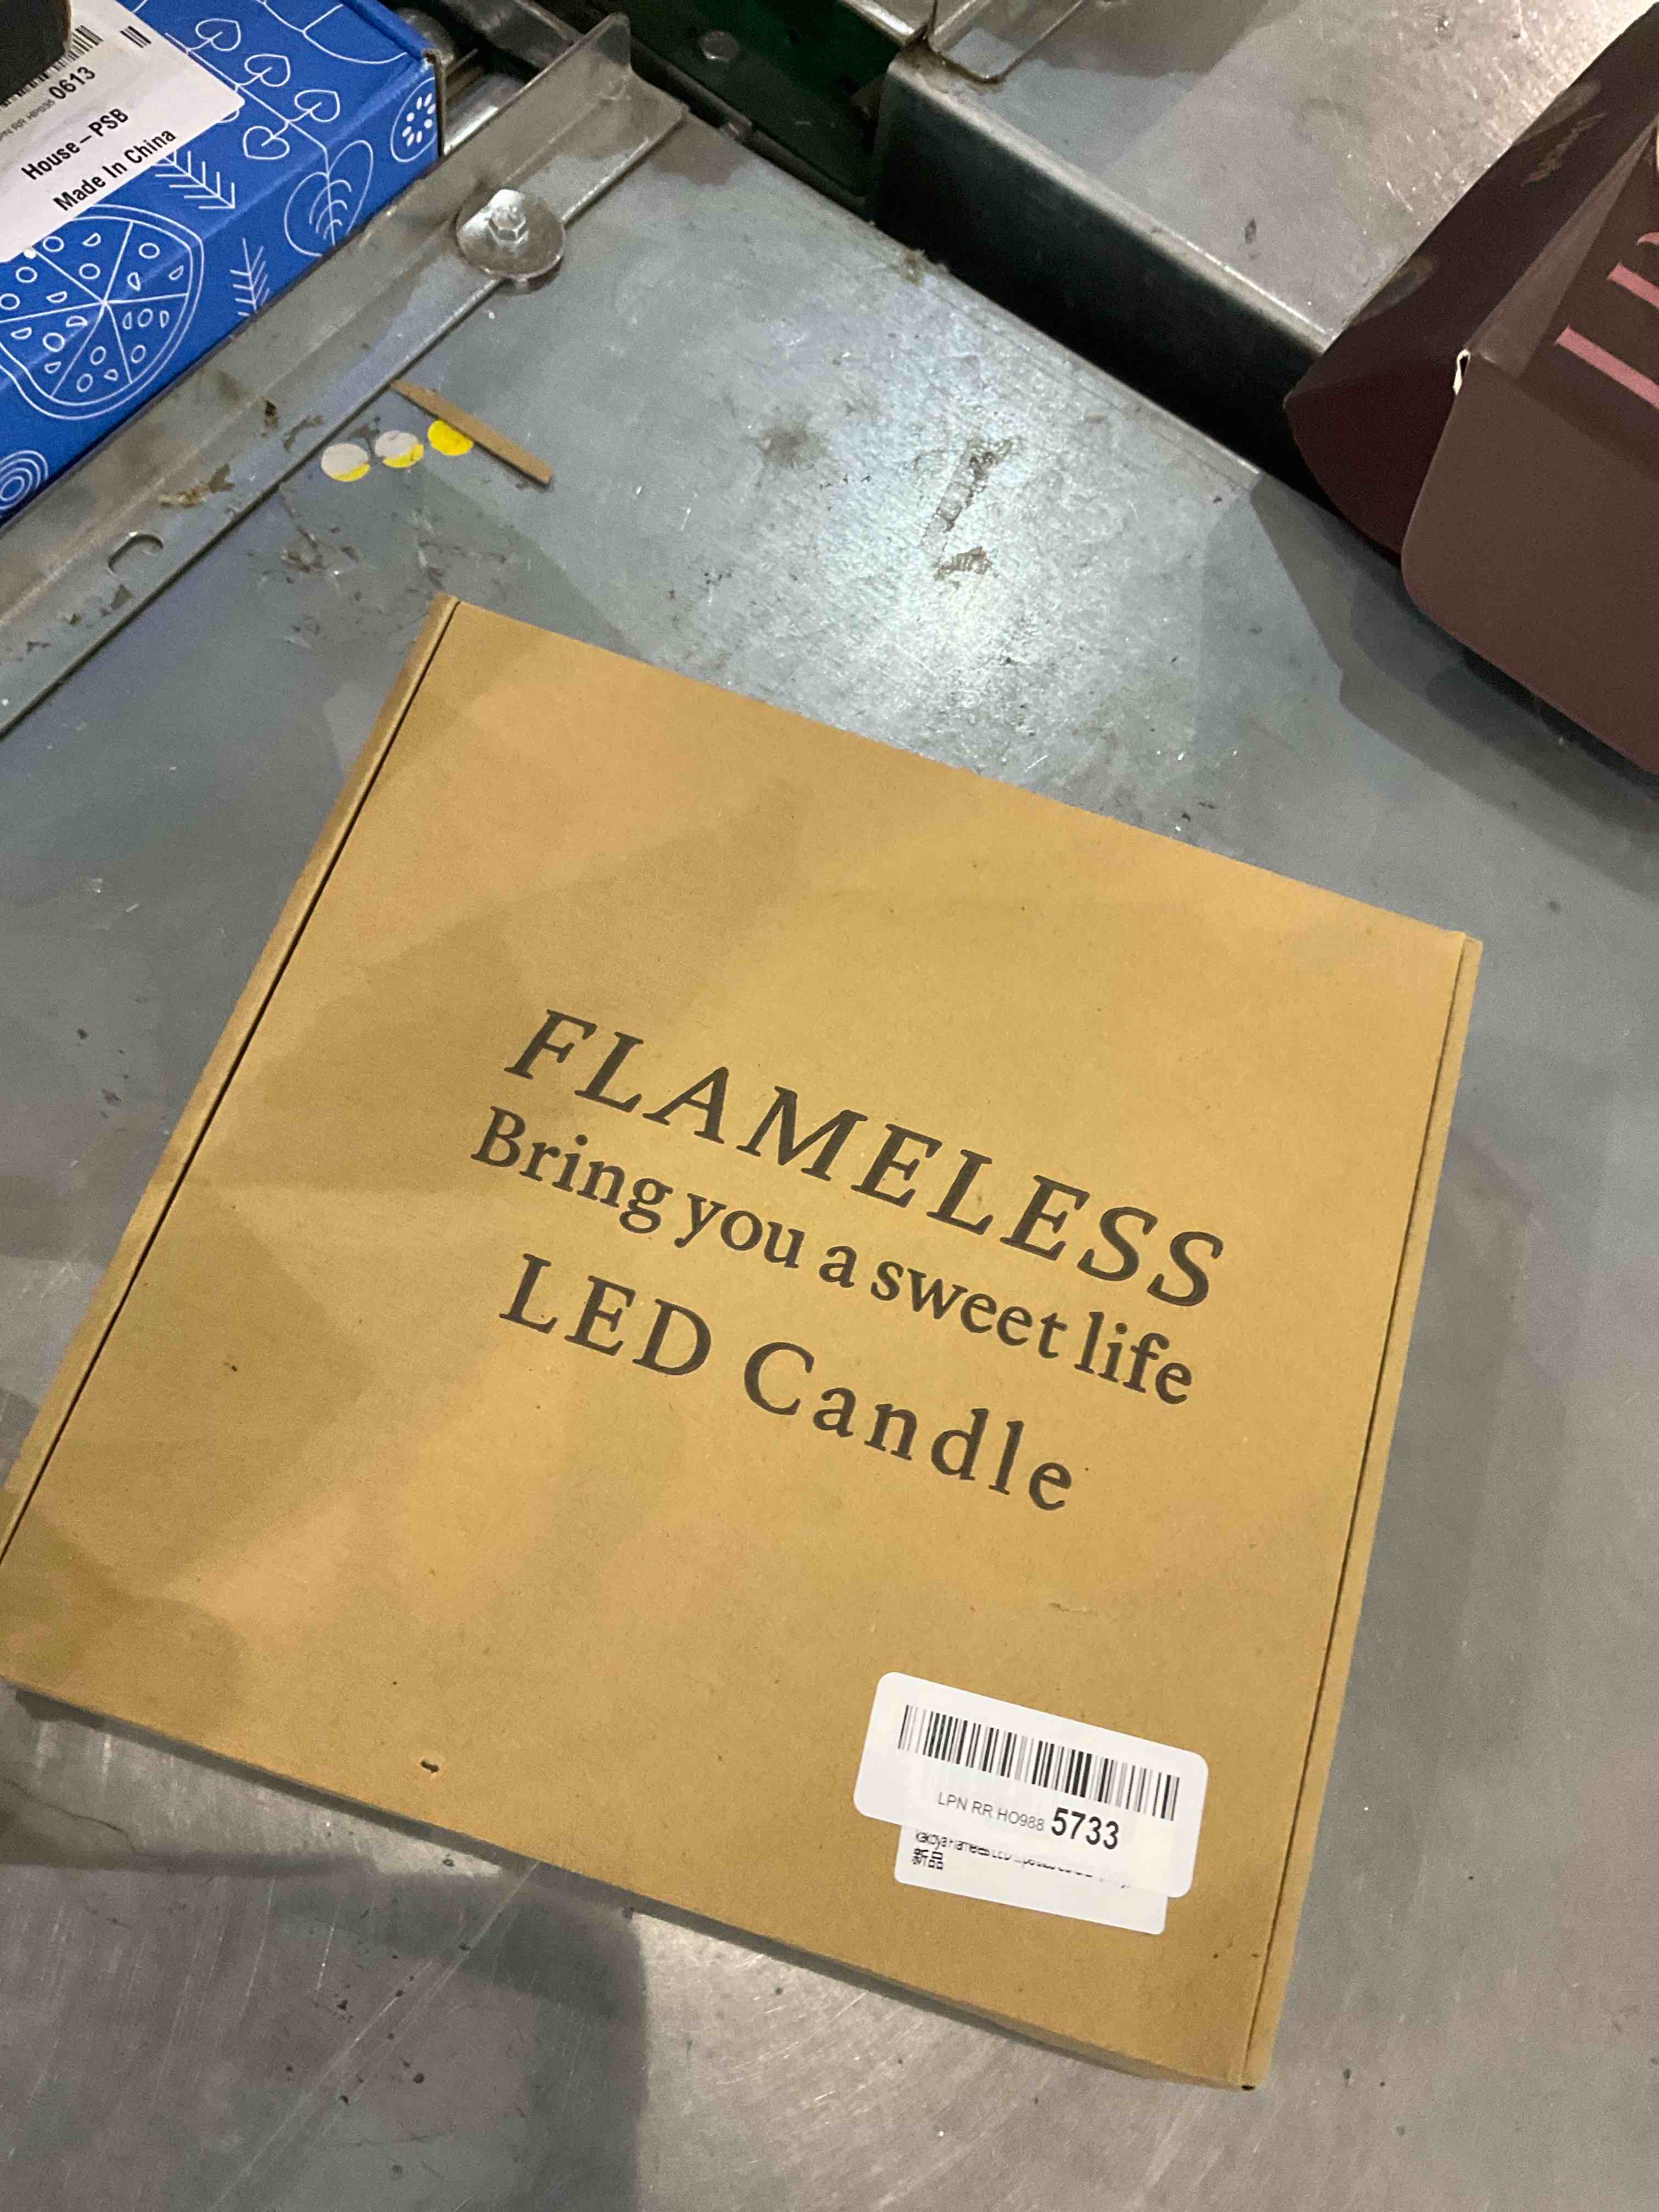 0613
House-PSB
Made In China
FLAMELESS
Bring you a sweet life
LED Candle
LPN RR HO988 5733
新品